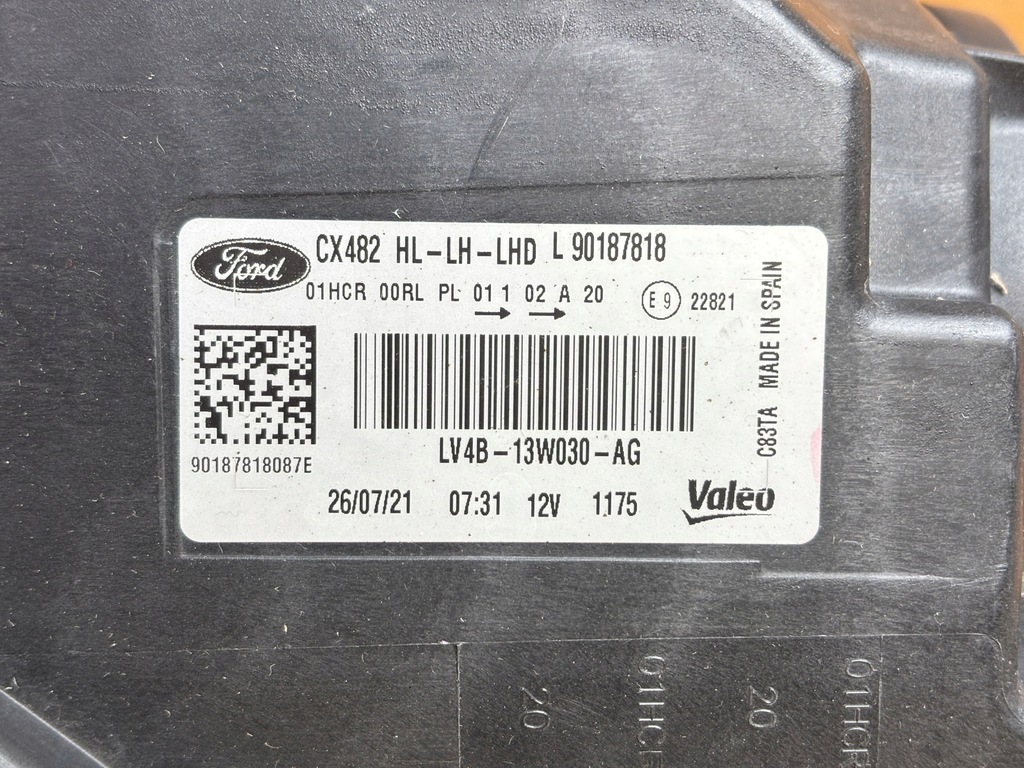 Ford
CX482 HL-LH-LHD L 90187818
01HCR 00RL PL 01 1 02 A 20 E 9 22821
C83TA MADE IN SPAIN
LV4B-13W030-AG
90187818087E
26/07/21 07:31 12V 1175 Valeo
20
01HCR
20
01HCR